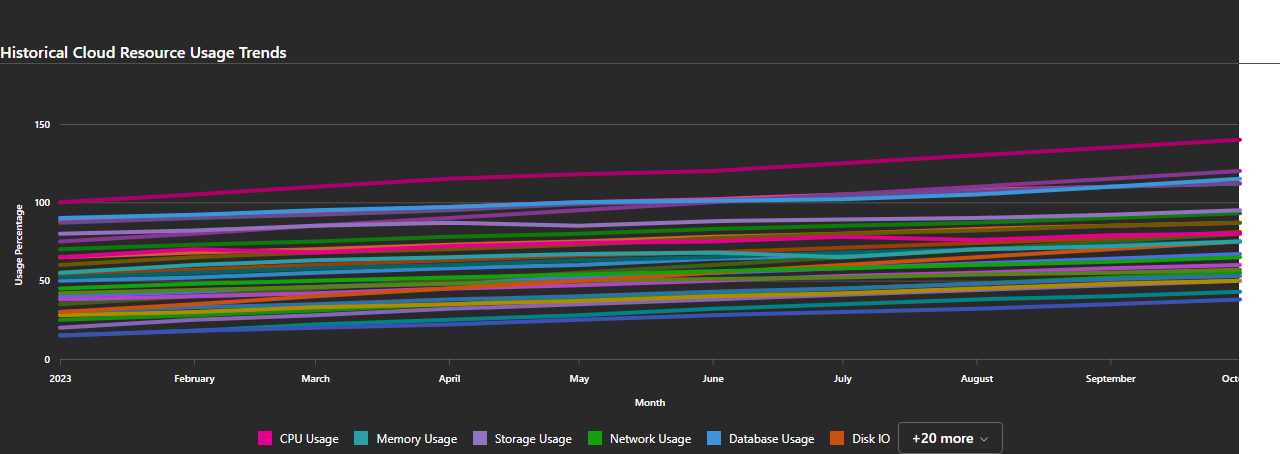 Historical Cloud Resource Usage Trends
Usage Percentage
150
100
50
0
2023 February March April May June July August September Octo
Month
CPU Usage Memory Usage Storage Usage Network Usage Database Usage Disk IO +20 more